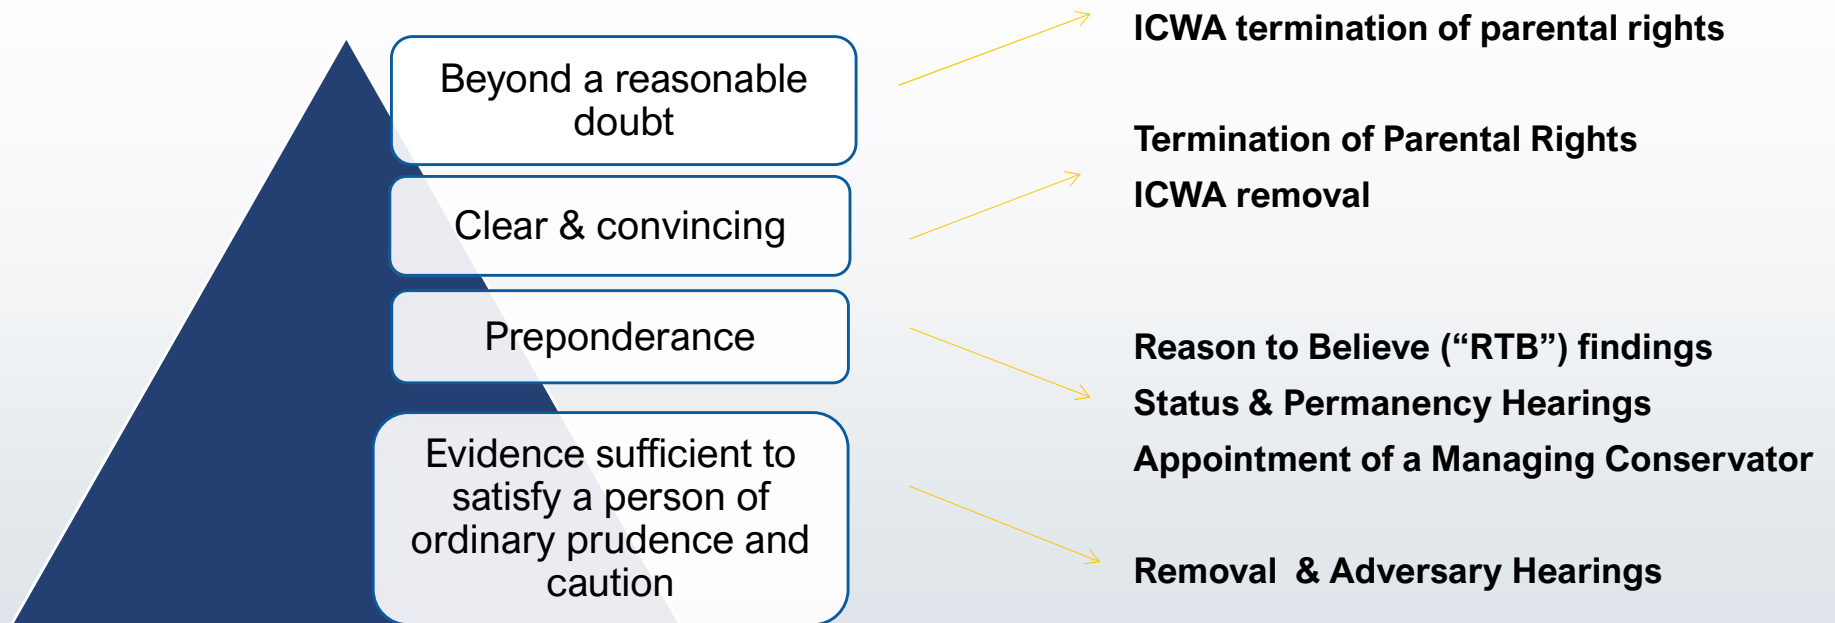 Beyond a reasonable
doubt
ICWA termination of parental rights
Clear & convincing
Termination of Parental Rights
ICWA removal
Preponderance
Reason to Believe (“RTB”) findings
Status & Permanency Hearings
Appointment of a Managing Conservator
Evidence sufficient to
satisfy a person of
ordinary prudence and
caution
Removal & Adversary Hearings